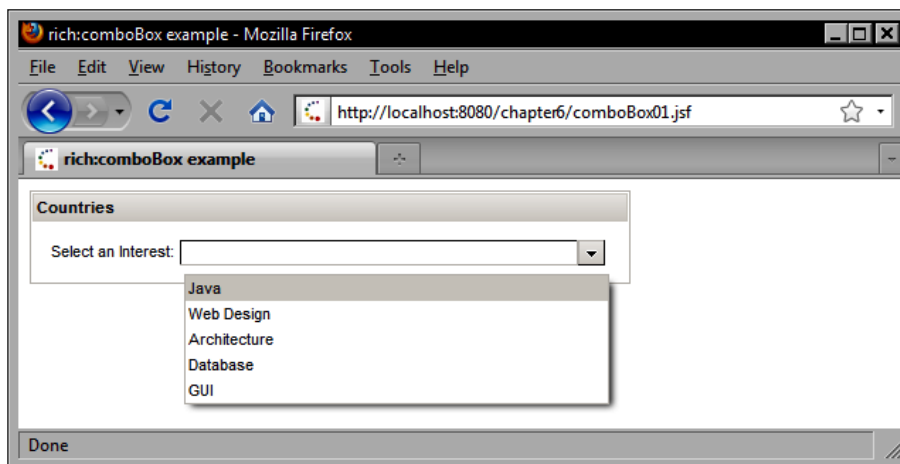 rich:comboBox example - Mozilla Firefox
File Edit View History Bookmarks Tools Help
http://localhost:8080/chapter6/comboBox01.jsf
rich:comboBox example
Countries
Select an Interest:
Java
Web Design
Architecture
Database
GUI
Done